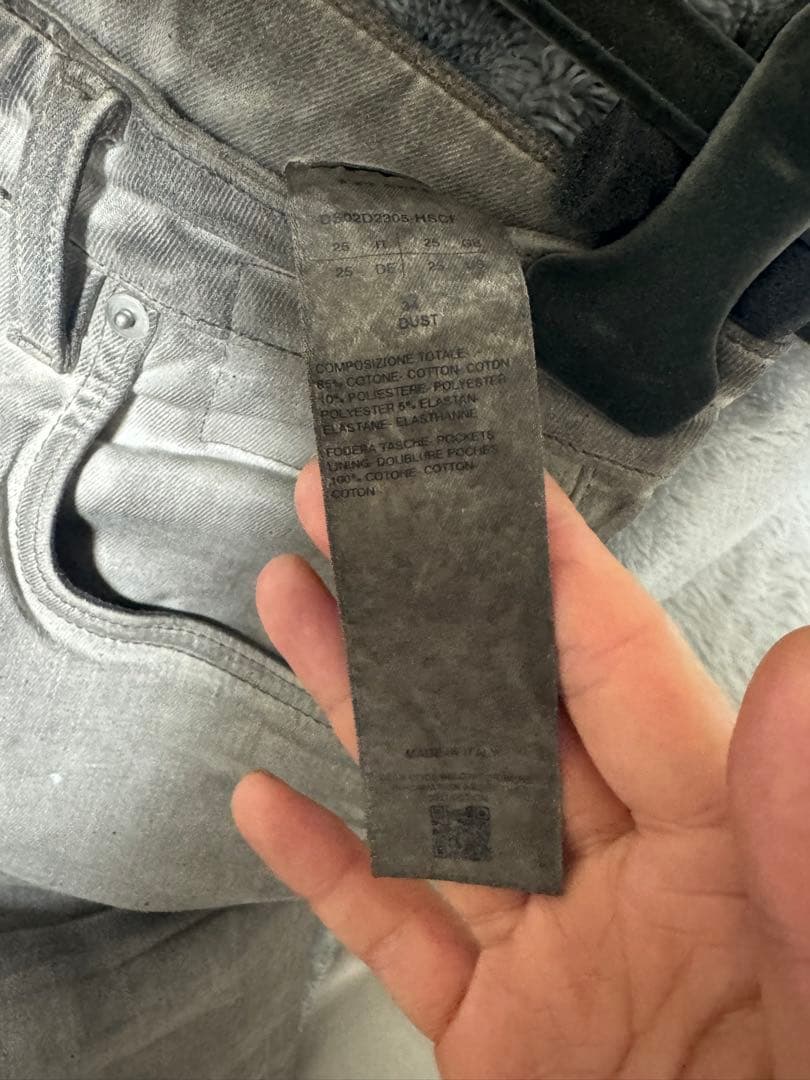 DS02D2305-HSCF
25 IT 25 GB
25 DE 25 US
34
DUST
COMPOSIZIONE TOTALE:
85% COTONE- COTTON- COTON
10% POLIESTERE- POLYESTER
POLYESTER 5% ELASTAN-
ELASTANE- ELASTHANNE
FODERA TASCHE- POCKETS
LINING- DOUBLURE POCHES
100% COTONE- COTTON-
COTON
MADE IN ITALY